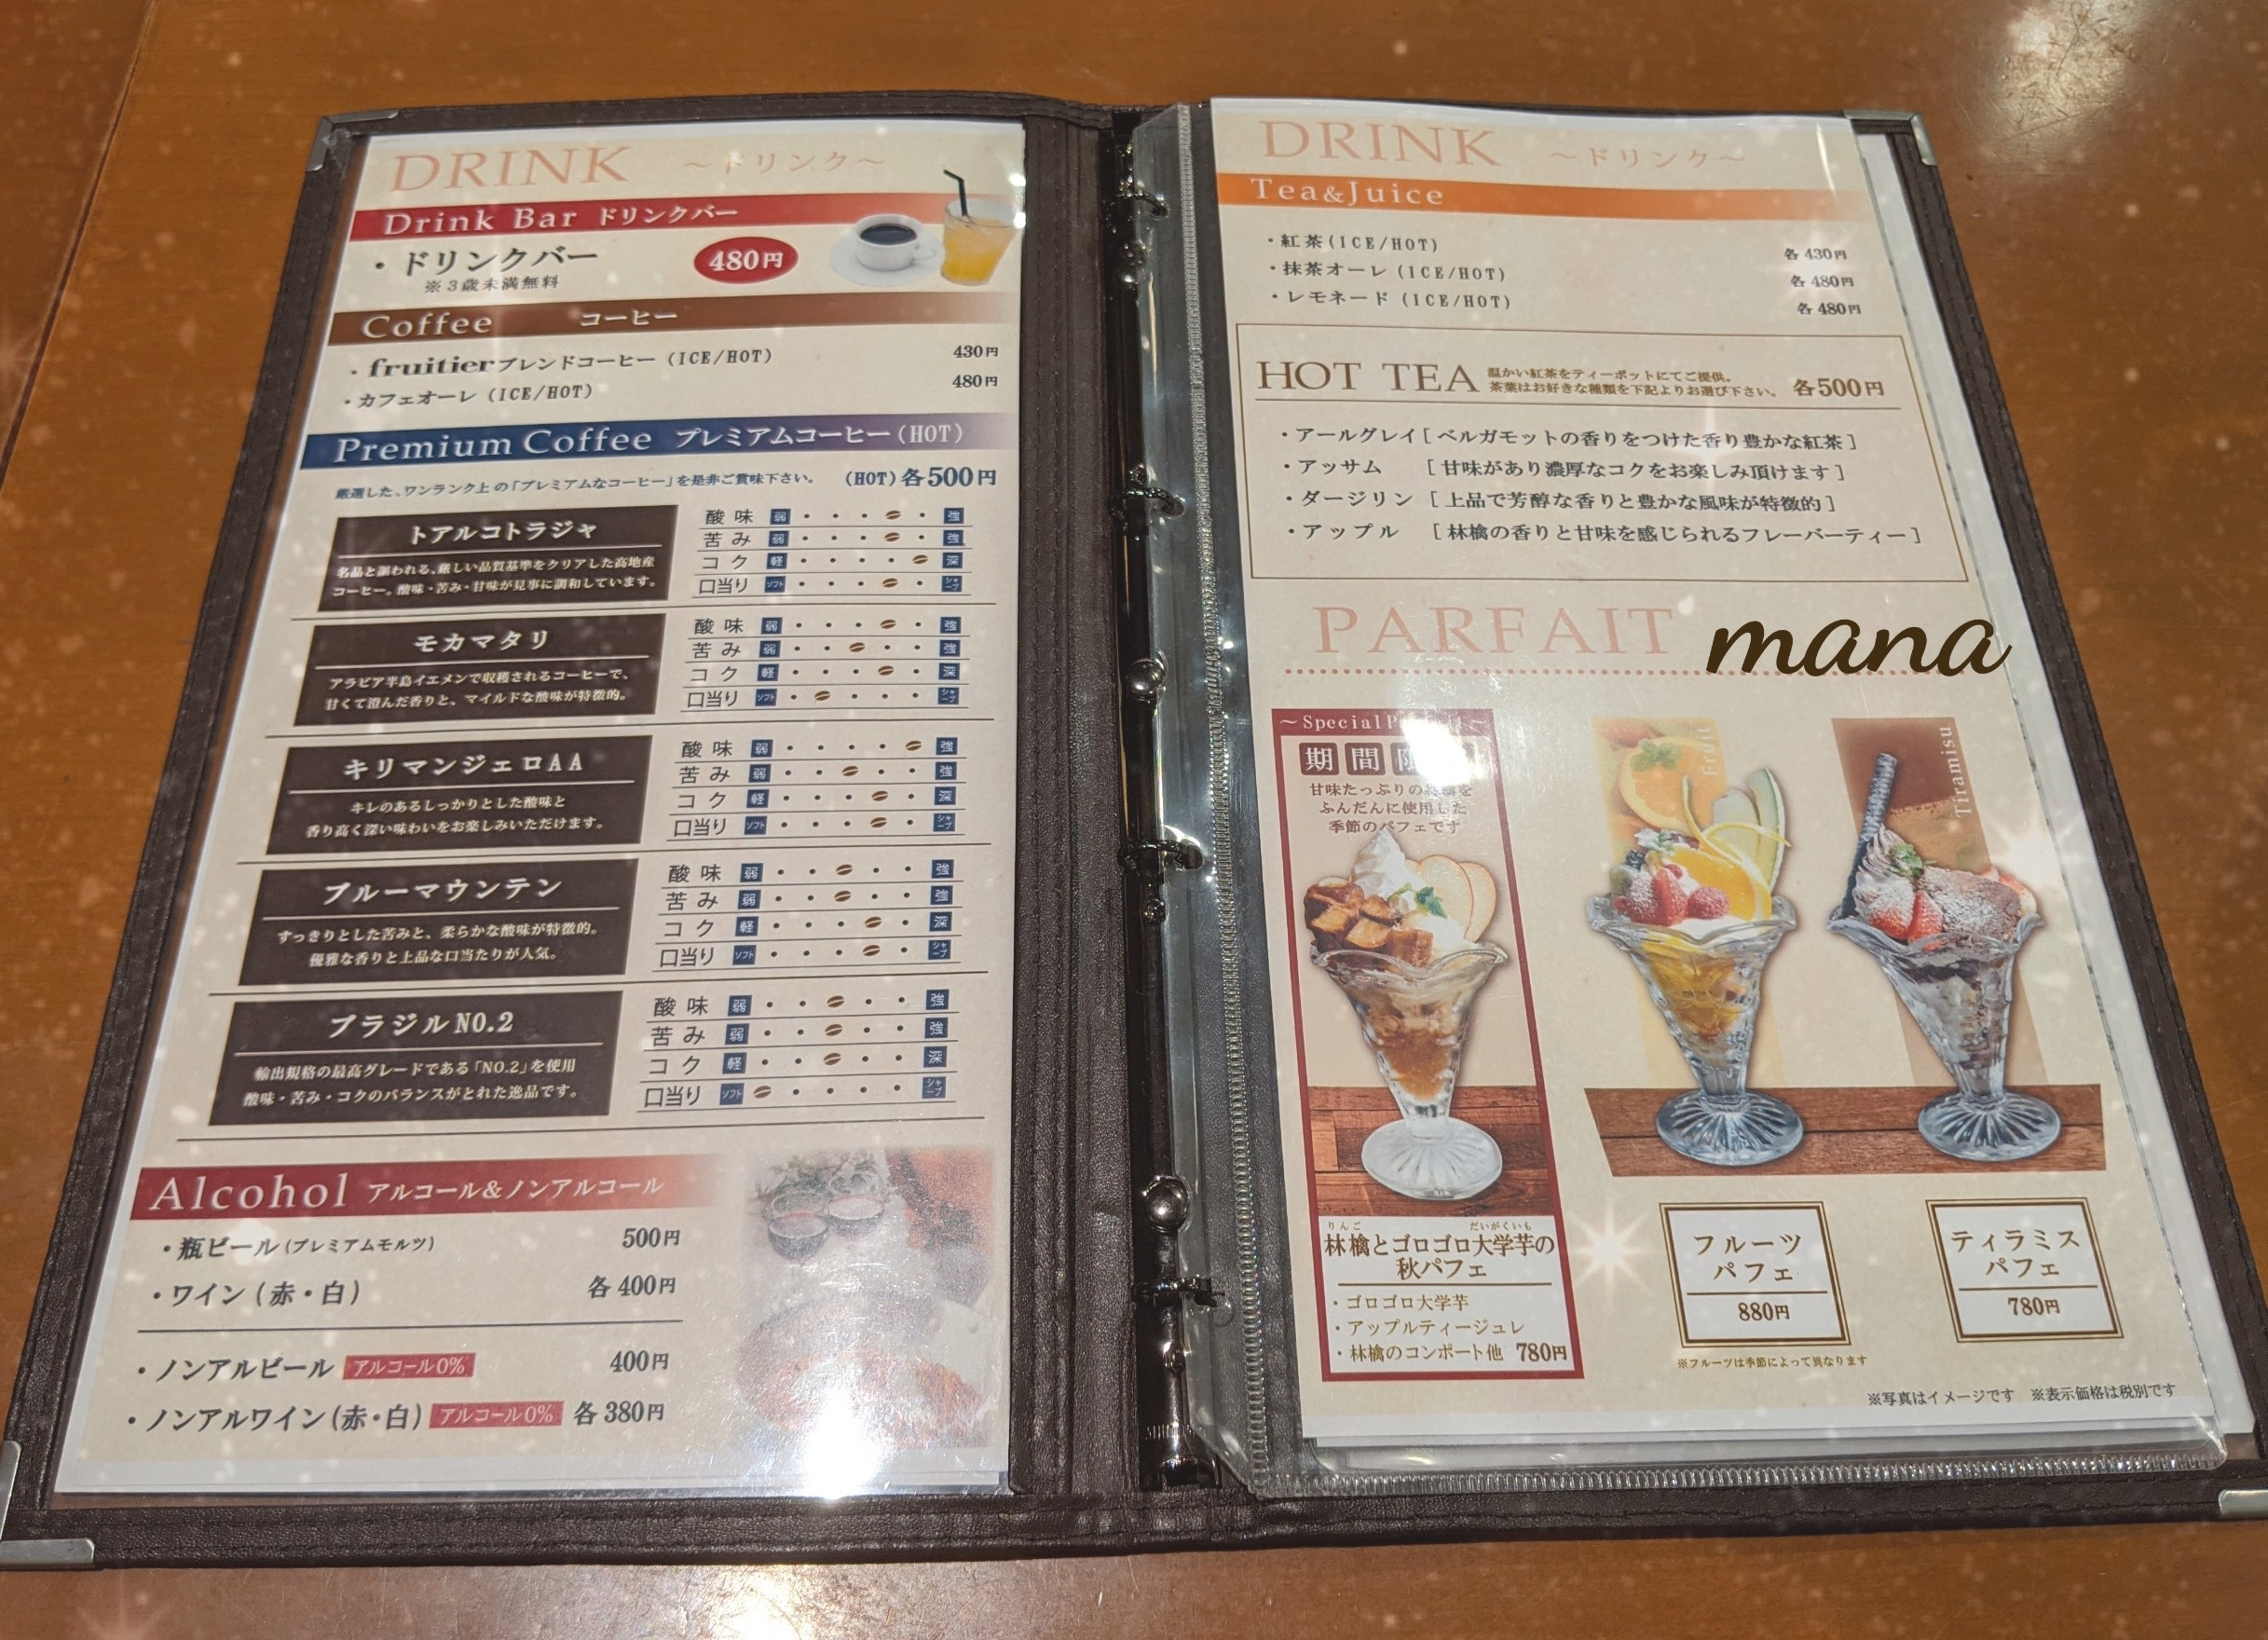 DRINK ～ドリンク～
Drink Bar ドリンクバー
・ドリンクバー 480円
※3歳未満無料
Coffee コーヒー
・fruitierブレンドコーヒー (ICE/HOT) 430円
・カフェオーレ (ICE/HOT) 480円
Premium Coffee プレミアムコーヒー(HOT)
厳選した、ワンランク上の「プレミアムなコーヒー」を是非ご賞味下さい。 (HOT) 各500円
トアルコトラジャ
名品と謳われる、厳しい品質基準をクリアした高地産
コーヒー。酸味・苦み・甘味が見事に調和しています。
酸味 弱 強
苦み 弱 強
コク 軽 深
口当り ソフト シャープ
モカマタリ
アラビア半島イエメンで収穫されるコーヒーで、
甘くて澄んだ香りと、マイルドな酸味が特徴的。
酸味 弱 強
苦み 弱 強
コク 軽 深
口当り ソフト シャープ
キリマンジェロAA
キレのあるしっかりとした酸味と
香り高く深い味わいをお楽しみいただけます。
酸味 弱 強
苦み 弱 強
コク 軽 深
口当り ソフト シャープ
ブルーマウンテン
すっきりとした苦みと、柔らかな酸味が特徴的。
優雅な香りと上品な口当たりが人気。
酸味 弱 強
苦み 弱 強
コク 軽 深
口当り ソフト シャープ
ブラジルNO.2
輸出規格の最高グレードである「NO.2」を使用
酸味・苦み・コクのバランスがとれた逸品です。
酸味 弱 強
苦み 弱 強
コク 軽 深
口当り ソフト シャープ
Alcohol アルコール&ノンアルコール
・瓶ビール(プレミアムモルツ) 500円
・ワイン(赤・白) 各400円
・ノンアルビール アルコール0% 400円
・ノンアルワイン(赤・白) アルコール0% 各380円
DRINK ～ドリンク～
Tea&Juice
・紅茶(ICE/HOT) 各430円
・抹茶オーレ (ICE/HOT) 各480円
・レモネード (ICE/HOT) 各480円
HOT TEA 温かい紅茶をティーポットにてご提供。
茶葉はお好きな種類を下記よりお選び下さい。 各500円
・アールグレイ [ ベルガモットの香りをつけた香り豊かな紅茶 ]
・アッサム [ 甘味があり濃厚なコクをお楽しみ頂けます ]
・ダージリン [ 上品で芳醇な香りと豊かな風味が特徴的 ]
・アップル [ 林檎の香りと甘味を感じられるフレーバーティー ]
PARFAIT mana
～Special
期間
甘味たっぷりの
ふんだんに使用した
季節のパフェです
Fruit
Tiramisu
りんご だいがくいも
林檎とゴロゴロ大学芋の
秋パフェ
・ゴロゴロ大学芋
・アップルティージュレ
・林檎のコンポート他 780円
フルーツ
パフェ
880円
※フルーツは季節によって異なります
ティラミス
パフェ
780円
※写真はイメージです ※表示価格は税別です